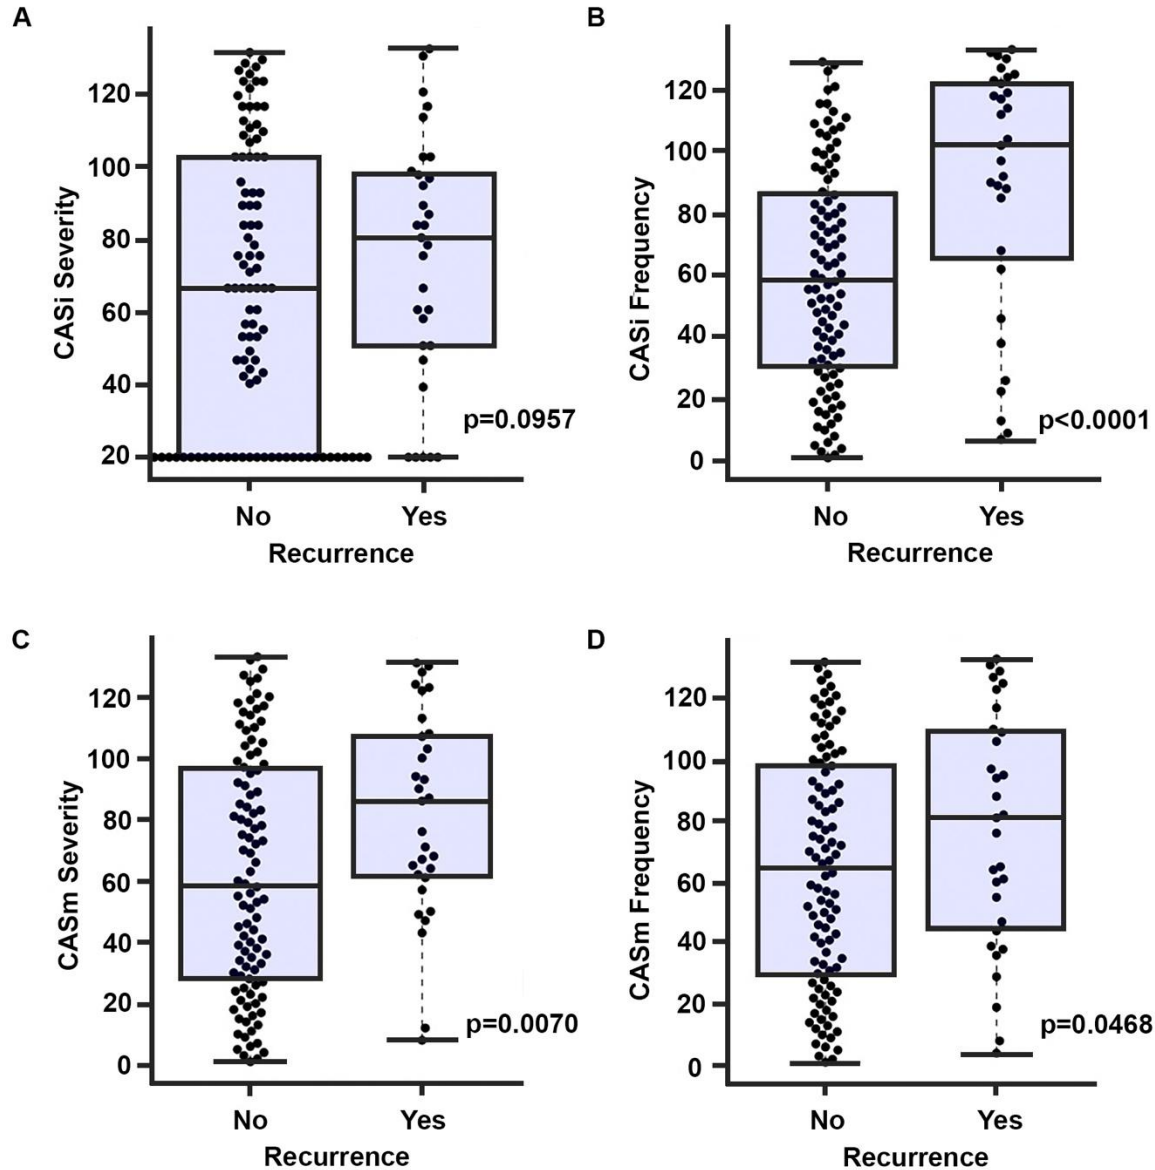 A
CASi Severity
120
100
80
60
40
20
p=0.0957
No Yes
Recurrence
B
CASi Frequency
120
100
80
60
40
20
0
p<0.0001
No Yes
Recurrence
C
CASm Severity
120
100
80
60
40
20
0
p=0.0070
No Yes
Recurrence
D
CASm Frequency
120
100
80
60
40
20
0
p=0.0468
No Yes
Recurrence